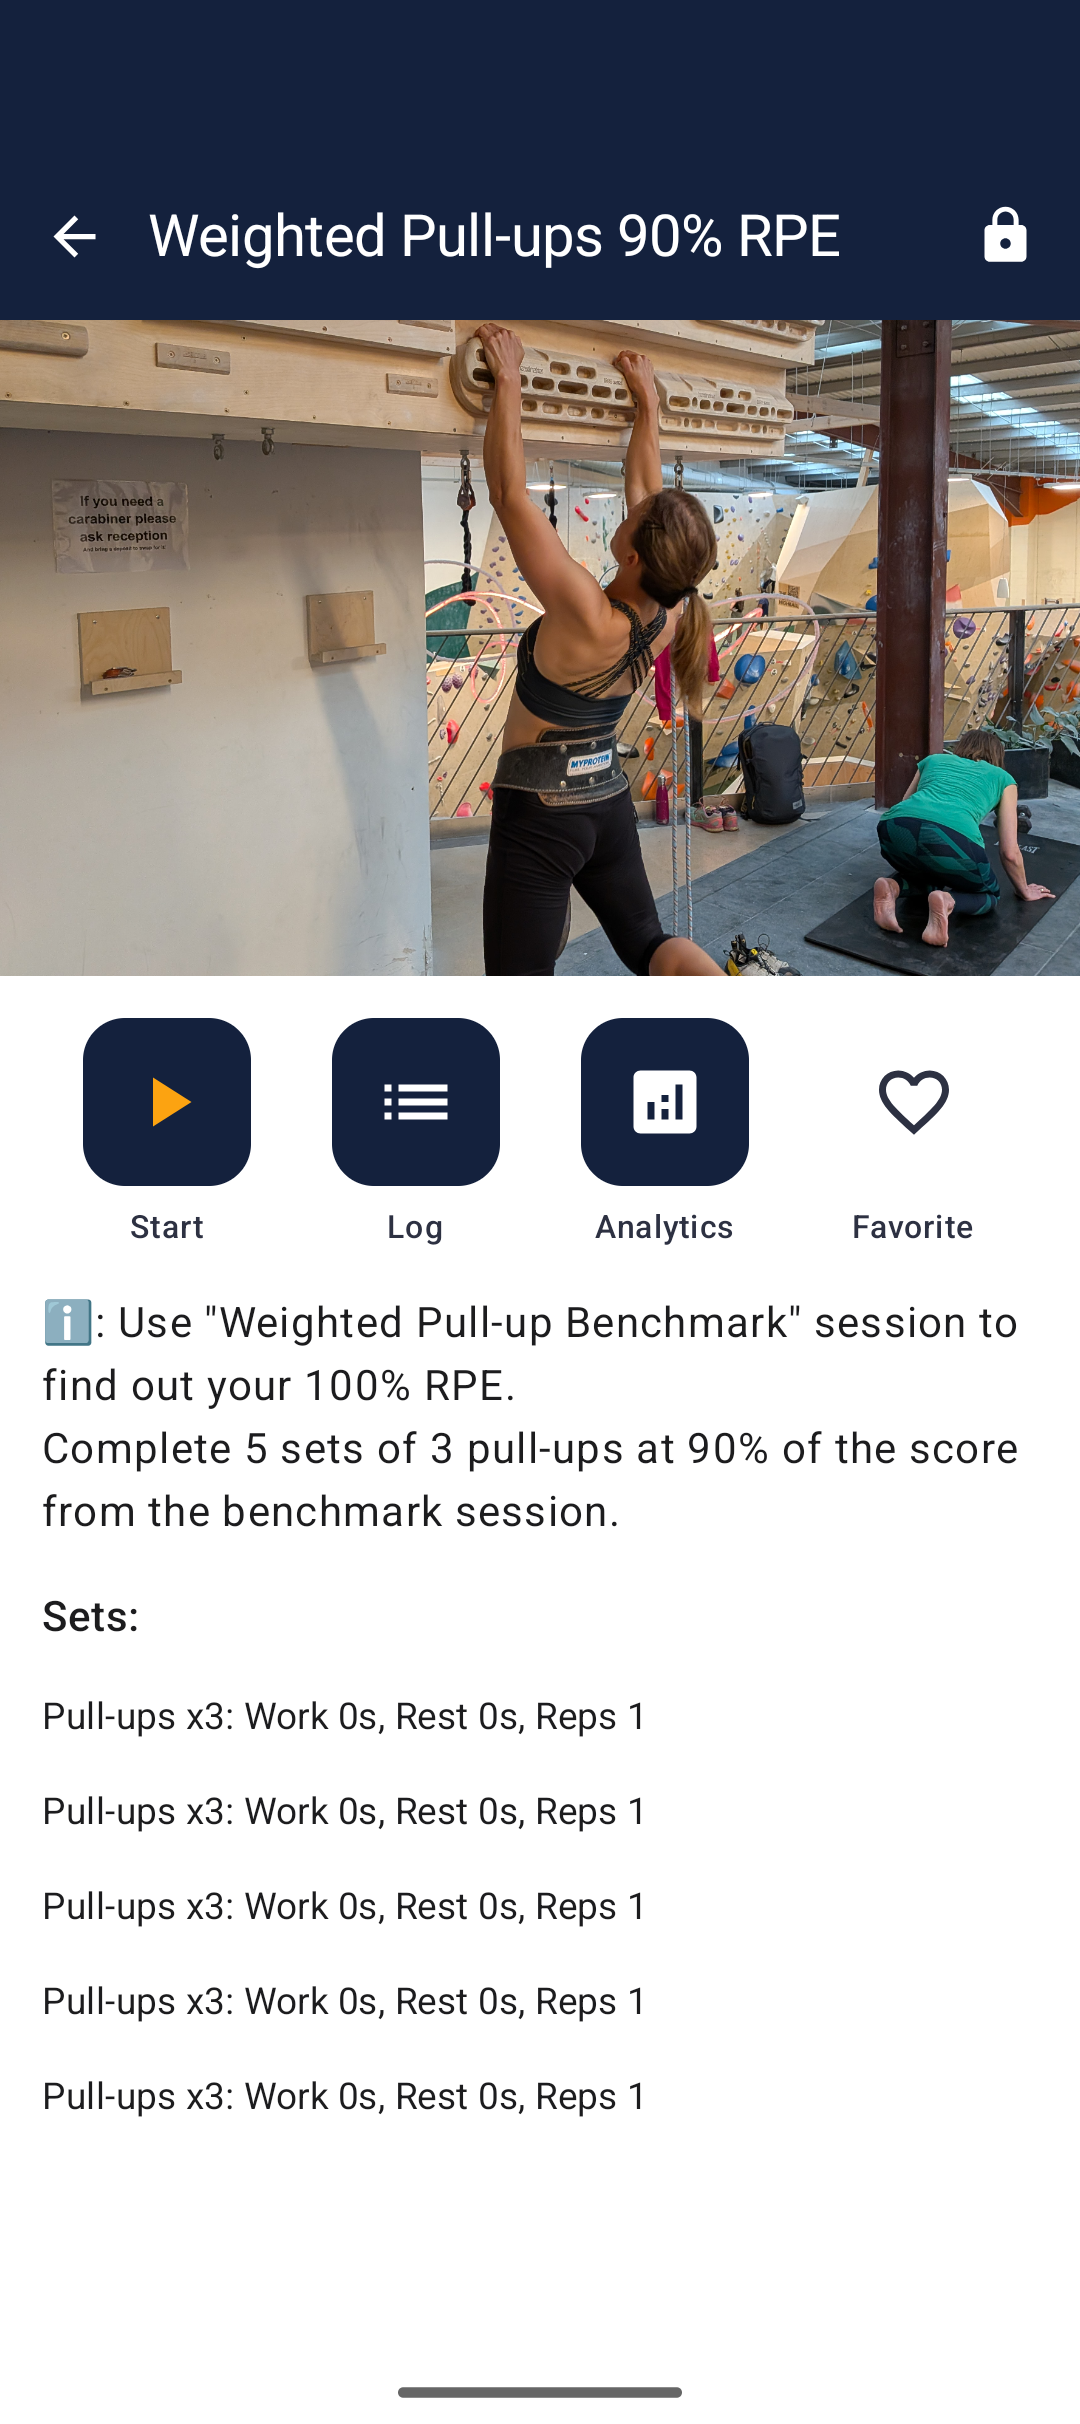 Weighted Pull-ups 90% RPE
If you need a
carabiner please
ask reception
MYPROTEIN
Start
Log
Analytics
Favorite
ℹ️: Use "Weighted Pull-up Benchmark" session to
find out your 100% RPE.
Complete 5 sets of 3 pull-ups at 90% of the score
from the benchmark session.
Sets:
Pull-ups x3: Work 0s, Rest 0s, Reps 1
Pull-ups x3: Work 0s, Rest 0s, Reps 1
Pull-ups x3: Work 0s, Rest 0s, Reps 1
Pull-ups x3: Work 0s, Rest 0s, Reps 1
Pull-ups x3: Work 0s, Rest 0s, Reps 1